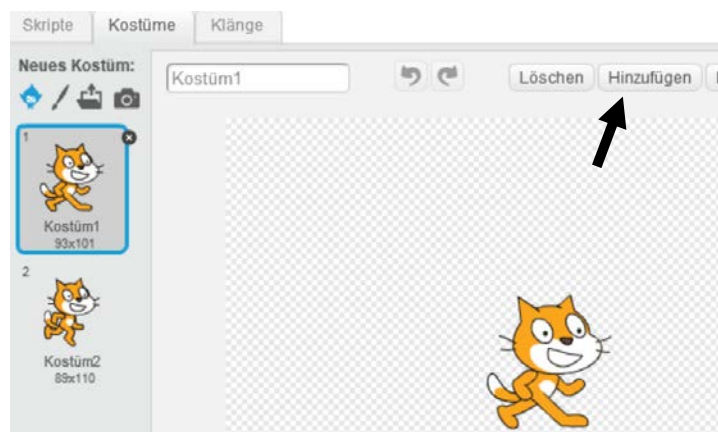 Skripte Kostüme Klänge
Neues Kostüm:
Kostüm1
Löschen Hinzufügen
1
Kostüm1
93x101
2
Kostüm2
89x110